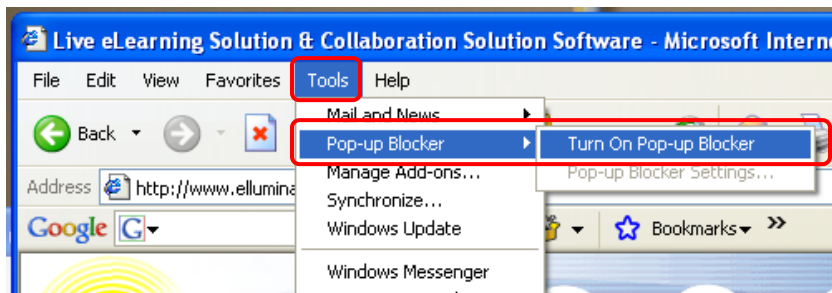 Live eLearning Solution & Collaboration Solution Software - Microsoft Intern
File Edit View Favorites Tools Help
Mail and News
Back
Pop-up Blocker Turn On Pop-up Blocker
Manage Add-ons... Pop-up Blocker Settings...
Address http://www.ellumina
Synchronize...
Google G Windows Update Bookmarks »
Windows Messenger